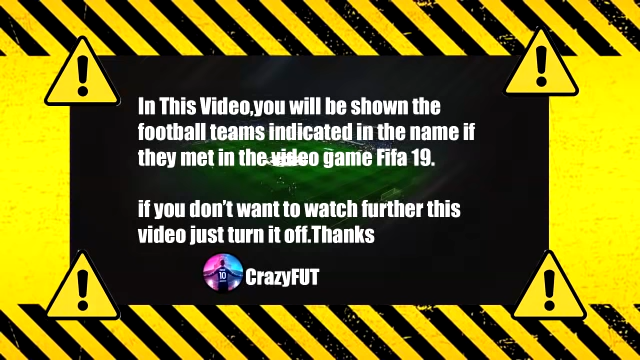 In This Video,you will be shown the
football teams indicated in the name if
they met in the video game Fifa 19.
if you don't want to watch further this
video just turn it off.Thanks
10
CrazyFUT